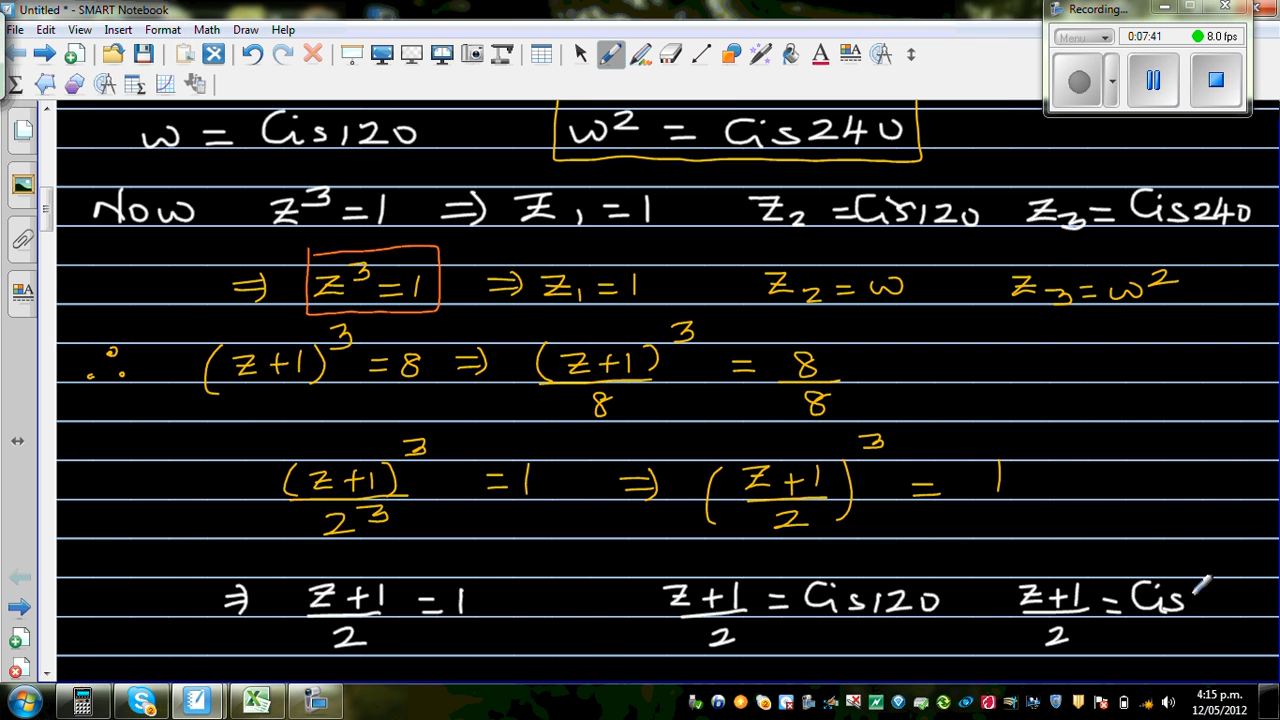 Untitled * - SMART Notebook
Recording...
File Edit View Insert Format Math Draw Help
Menu 0:07:41 8.0 fps
w = Cis120 w² = Cis240
Now z³ = 1 ⇒ z₁ = 1 z₂ = Cis120 z₃ = Cis240
⇒ z³ = 1 ⇒ z₁ = 1 z₂ = w z₃ = w²
∴ (z+1)³ = 8 ⇒ (z+1)³/8 = 8/8
(z+1)³/2³ = 1 ⇒ ((z+1)/2)³ = 1
⇒ (z+1)/2 = 1 (z+1)/2 = Cis120 (z+1)/2 = Cis
4:15 p.m.
12/05/2012